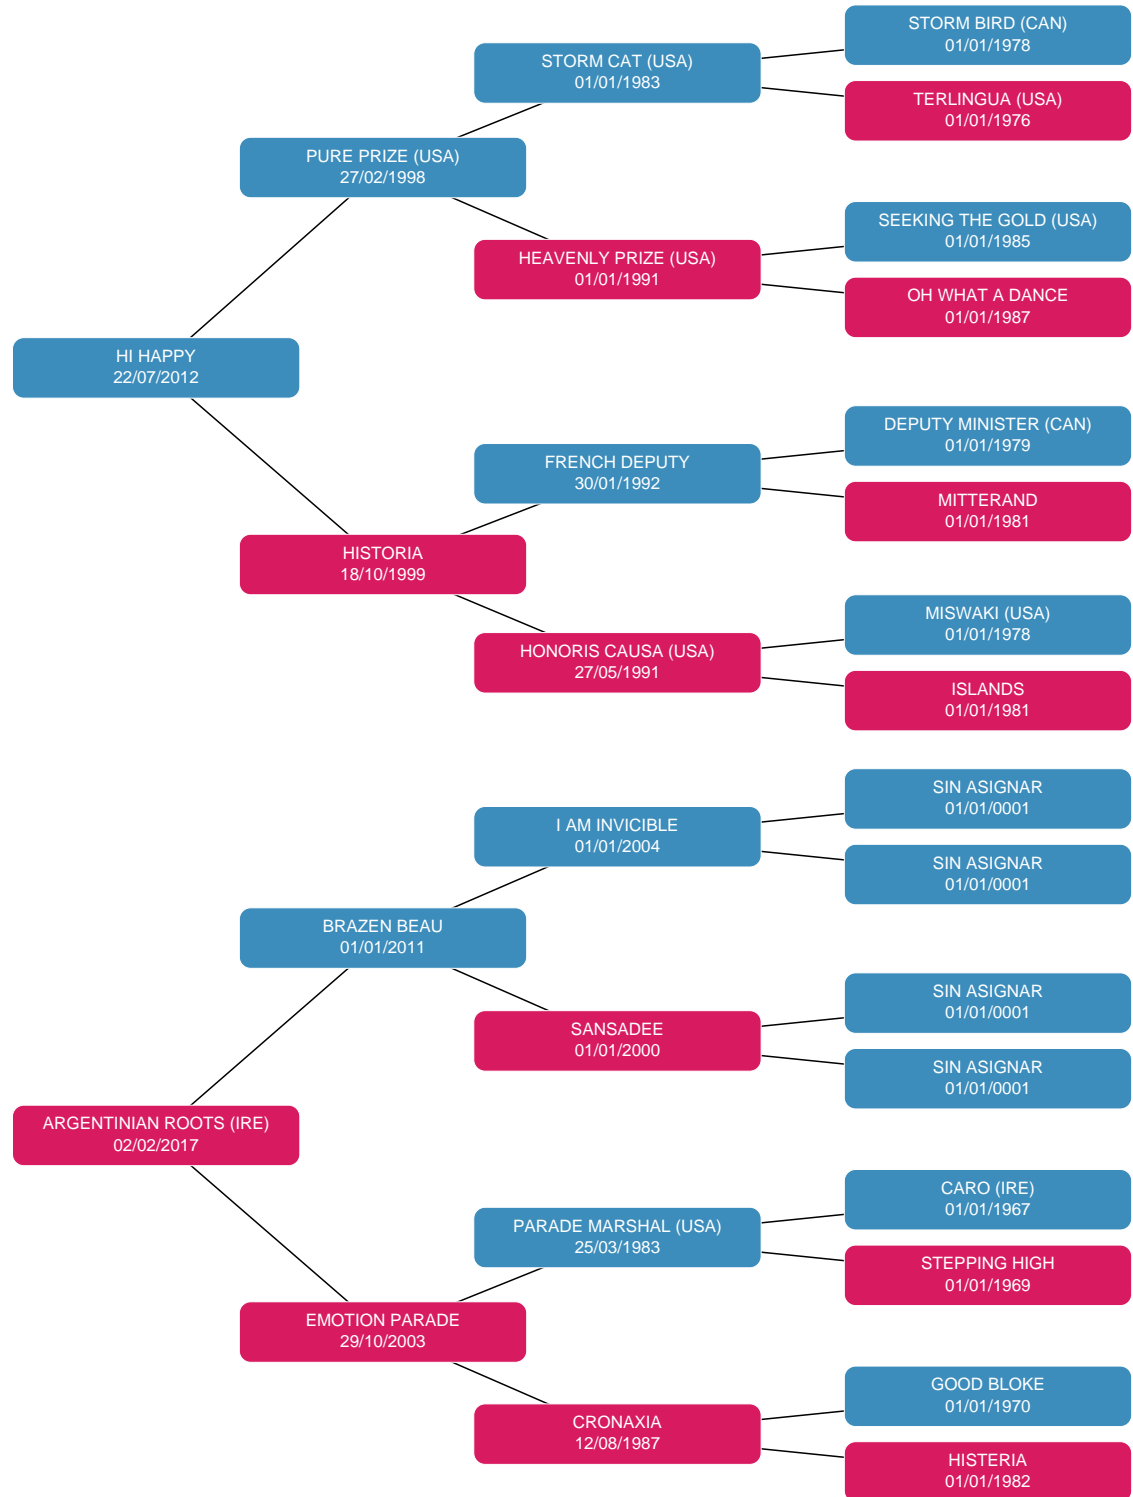 STORM BIRD (CAN)
01/01/1978
STORM CAT (USA)
01/01/1983
TERLINGUA (USA)
01/01/1976
PURE PRIZE (USA)
27/02/1998
SEEKING THE GOLD (USA)
01/01/1985
HEAVENLY PRIZE (USA)
01/01/1991
OH WHAT A DANCE
01/01/1987
HI HAPPY
22/07/2012
DEPUTY MINISTER (CAN)
01/01/1979
FRENCH DEPUTY
30/01/1992
MITTERAND
01/01/1981
HISTORIA
18/10/1999
MISWAKI (USA)
01/01/1978
HONORIS CAUSA (USA)
27/05/1991
ISLANDS
01/01/1981
SIN ASIGNAR
01/01/0001
I AM INVICIBLE
01/01/2004
SIN ASIGNAR
01/01/0001
BRAZEN BEAU
01/01/2011
SIN ASIGNAR
01/01/0001
SANSADEE
01/01/2000
SIN ASIGNAR
01/01/0001
ARGENTINIAN ROOTS (IRE)
02/02/2017
CARO (IRE)
01/01/1967
PARADE MARSHAL (USA)
25/03/1983
STEPPING HIGH
01/01/1969
EMOTION PARADE
29/10/2003
GOOD BLOKE
01/01/1970
CRONAXIA
12/08/1987
HISTERIA
01/01/1982